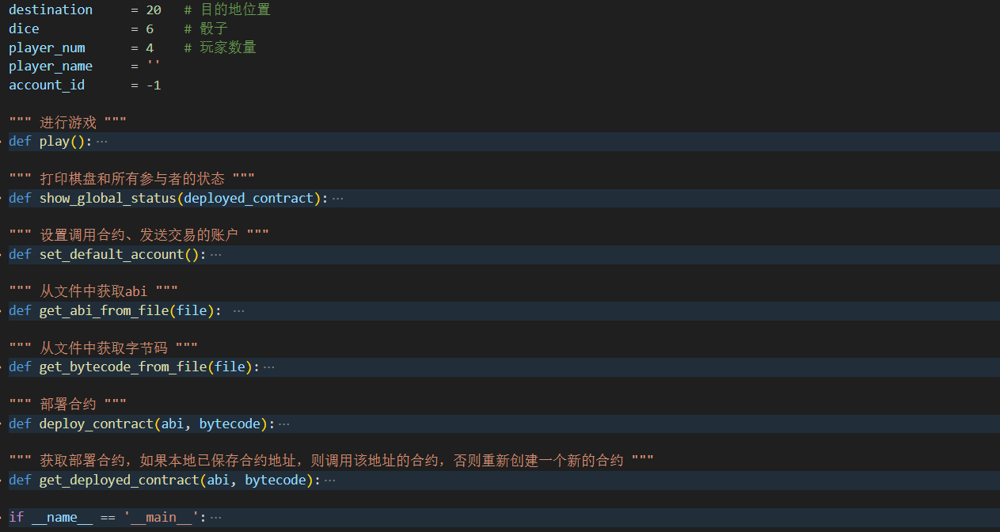 destination     = 20   # 目的地位置
dice            = 6    # 骰子
player_num      = 4    # 玩家数量
player_name     = ''
account_id      = -1
""" 进行游戏 """
def play():···
""" 打印棋盘和所有参与者的状态 """
def show_global_status(deployed_contract):···
""" 设置调用合约、发送交易的账户 """
def set_default_account():···
""" 从文件中获取abi """
def get_abi_from_file(file): ···
""" 从文件中获取字节码 """
def get_bytecode_from_file(file):···
""" 部署合约 """
def deploy_contract(abi, bytecode):···
""" 获取部署合约，如果本地已保存合约地址，则调用该地址的合约，否则重新创建一个新的合约 """
def get_deployed_contract(abi, bytecode):···
if __name__ == '__main__':···